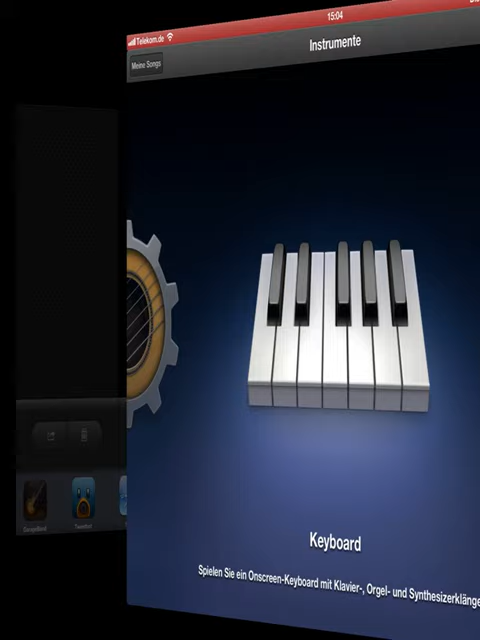 Telekom.de
15:04
Instrumente
Meine Songs
GarageBand
Tweetbot
Keyboard
Spielen Sie ein Onscreen-Keyboard mit Klavier-, Orgel- und Synthesizerklänge